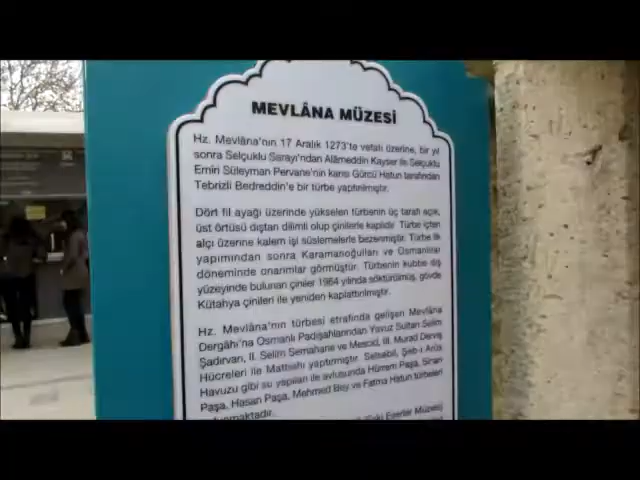 MEVLÂNA MÜZESİ
Hz. Mevlâna'nın 17 Aralık 1273'te vefatı üzerine, bir yıl
sonra Selçuklu Sarayı'ndan Alâmeddin Kayser ile Selçuklu
Emiri Süleyman Pervane'nin karısı Gürcü Hatun tarafından
Tebrizli Bedreddin'e bir türbe yaptırılmıştır.
Dört fil ayağı üzerinde yükselen türbenin üç tarafı açık,
üst örtüsü dıştan dilimli olup çinilerle kaplıdır. Türbe içten
alçı üzerine kalem işi süslemelerle bezenmiştir. Türbe ilk
yapımından sonra Karamanoğulları ve Osmanlılar
döneminde onarımlar görmüştür. Türbenin kubbe dış
yüzeyinde bulunan çiniler 1964 yılında söktürülmüş, gövde
Kütahya çinileri ile yeniden kaplattırılmıştır.
Hz. Mevlâna'nın türbesi etrafında gelişen Mevlâna
Dergâhı'na Osmanlı Padişahlarından Yavuz Sultan Selim
Şadırvan, II. Selim Semahane ve Mescid, III. Murad Derviş
Hücreleri ile Matbahı yaptırmıştır. Selsebil, Şeb-i Arûs
Havuzu gibi su yapıları ile avlusunda Hürrem Paşa, Sinan
Paşa, Hasan Paşa, Mehmed Bey ve Fatma Hatun türbeleri
bulunmaktadır.
Eserler Müzesi